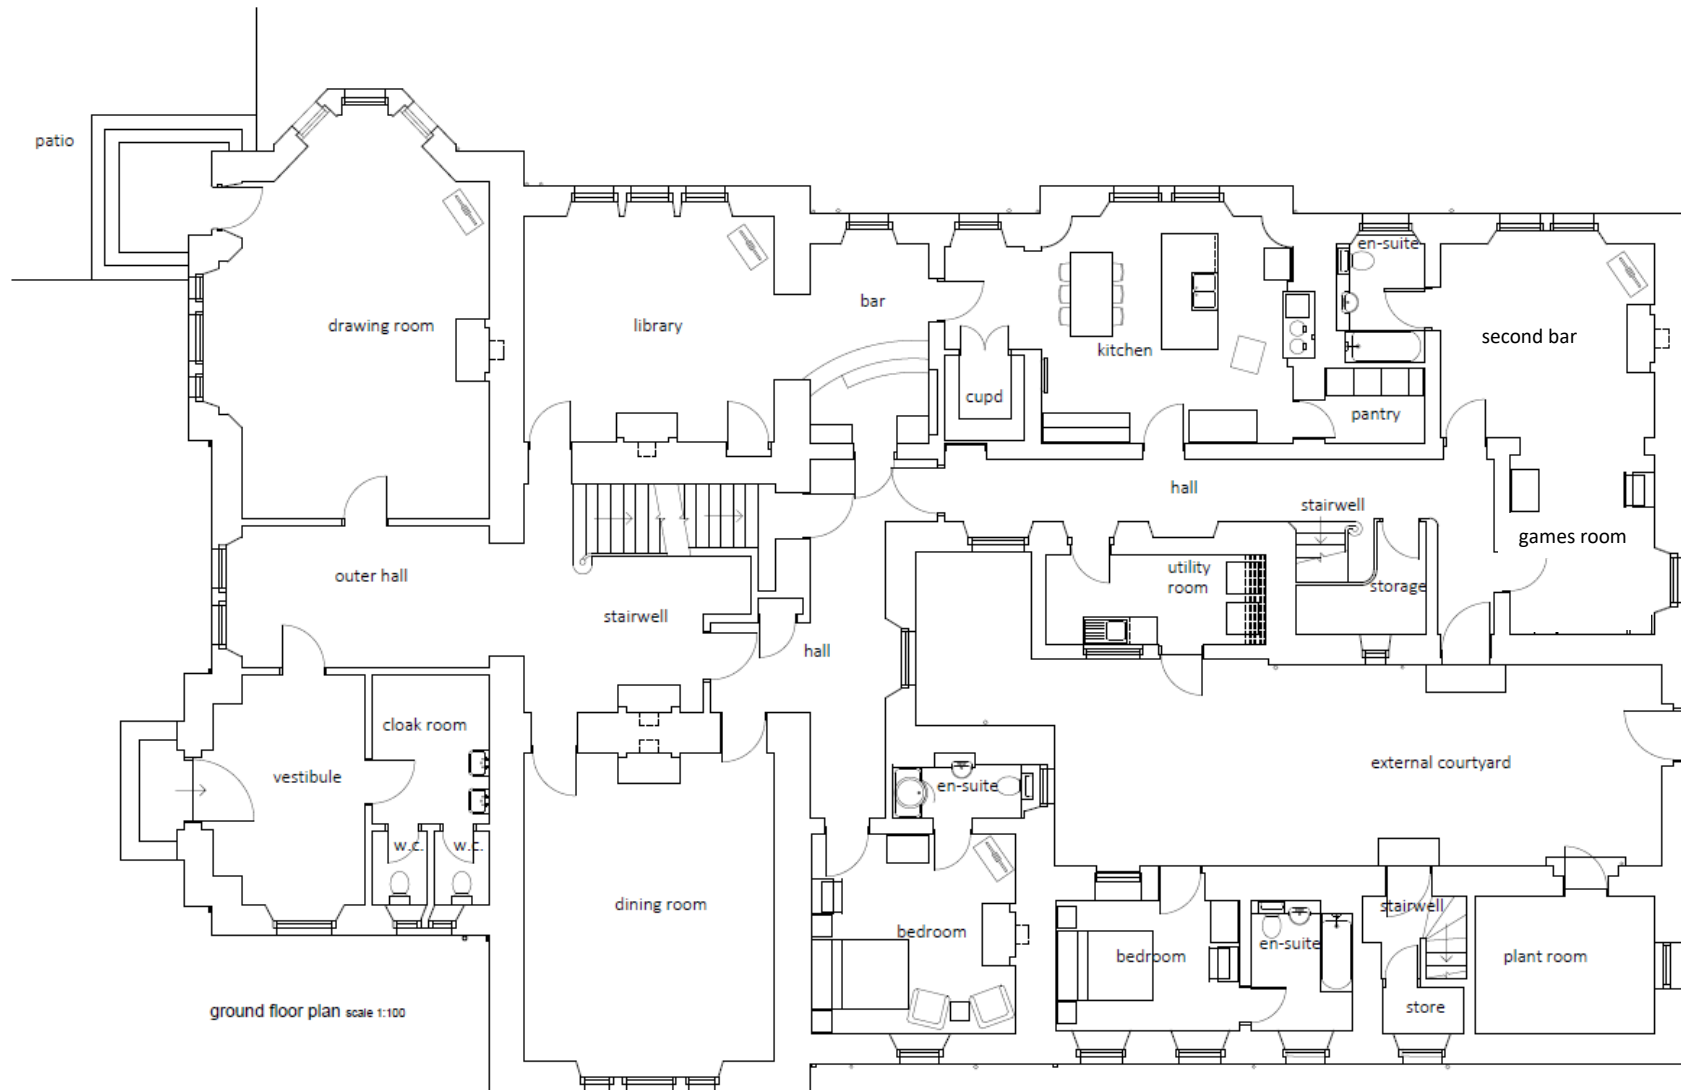 patio
en-suite
drawing room
library
bar
kitchen
second bar
cupd
pantry
hall
stairwell
games room
outer hall
utility
room
storage
stairwell
hall
cloak room
vestibule
en-suite
external courtyard
w.c.
w.c.
dining room
bedroom
stairwell
bedroom
en-suite
plant room
store
ground floor plan scale 1:100